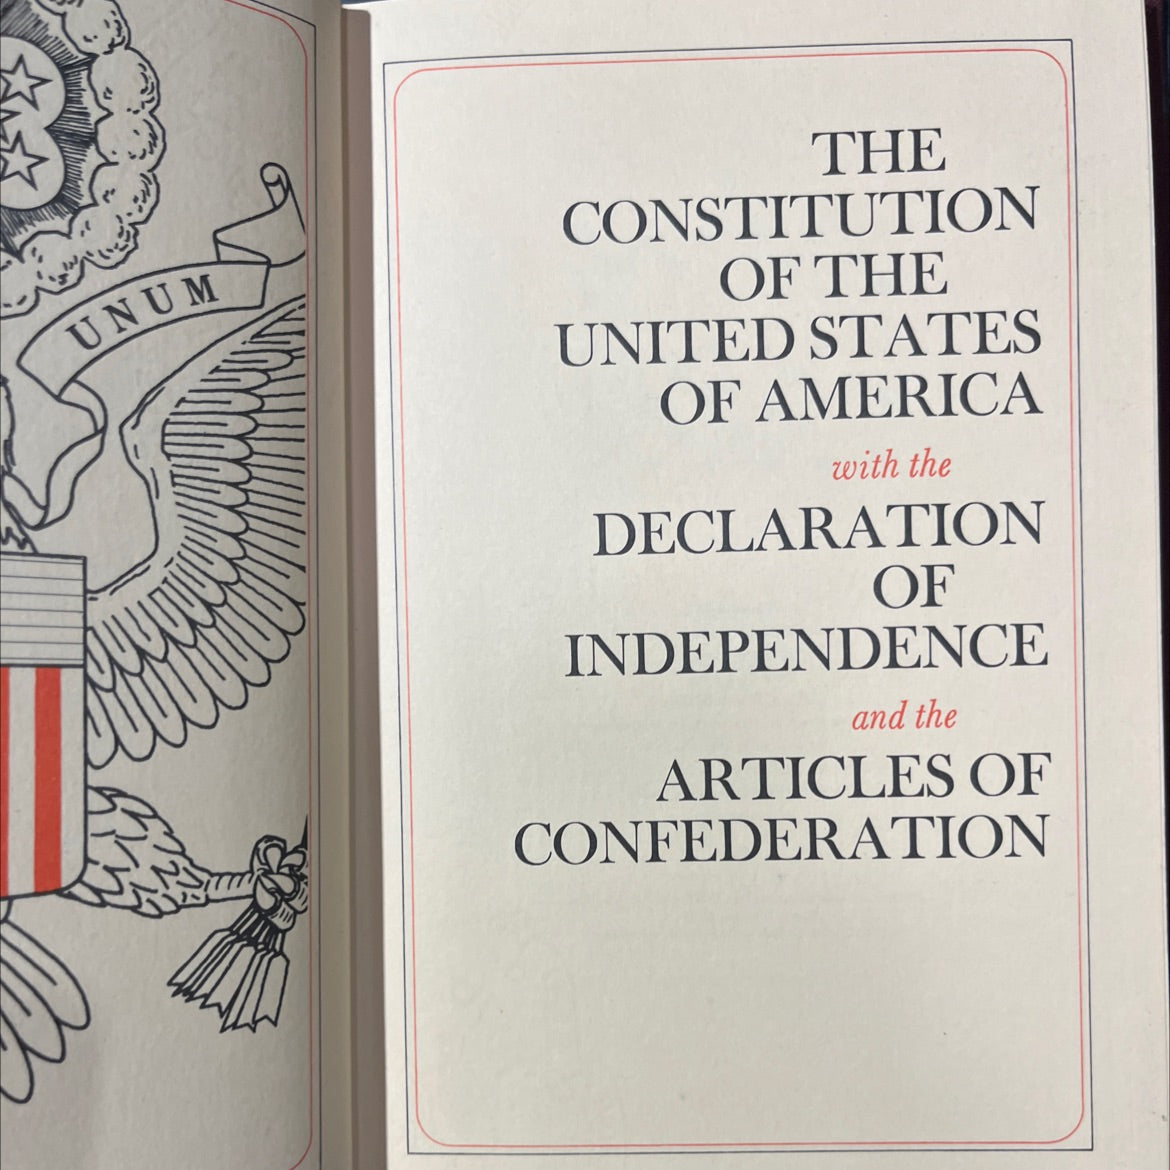 UNUM
THE
CONSTITUTION
OF THE
UNITED STATES
OF AMERICA
with the
DECLARATION
OF
INDEPENDENCE
and the
ARTICLES OF
CONFEDERATION